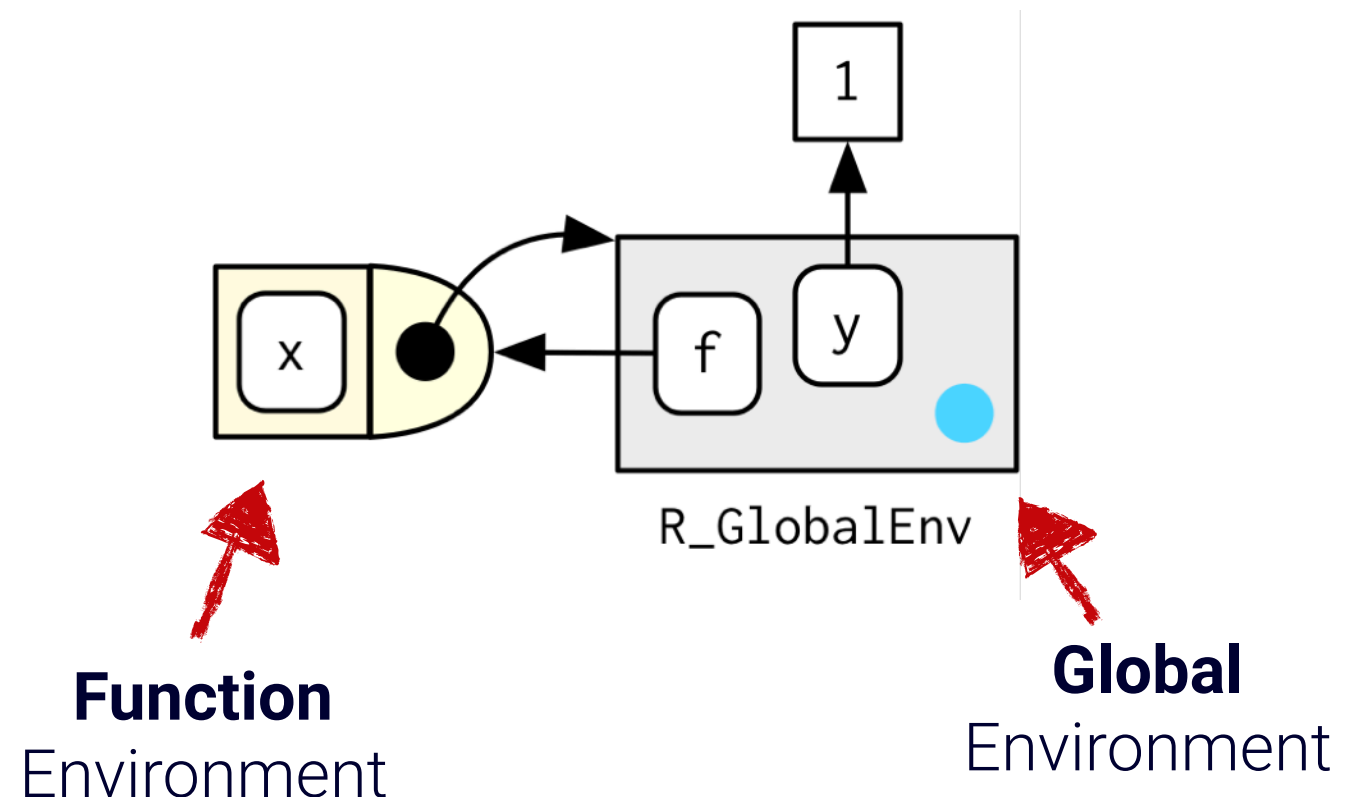 1
x
f
y
R_GlobalEnv
Function
Environment
Global
Environment